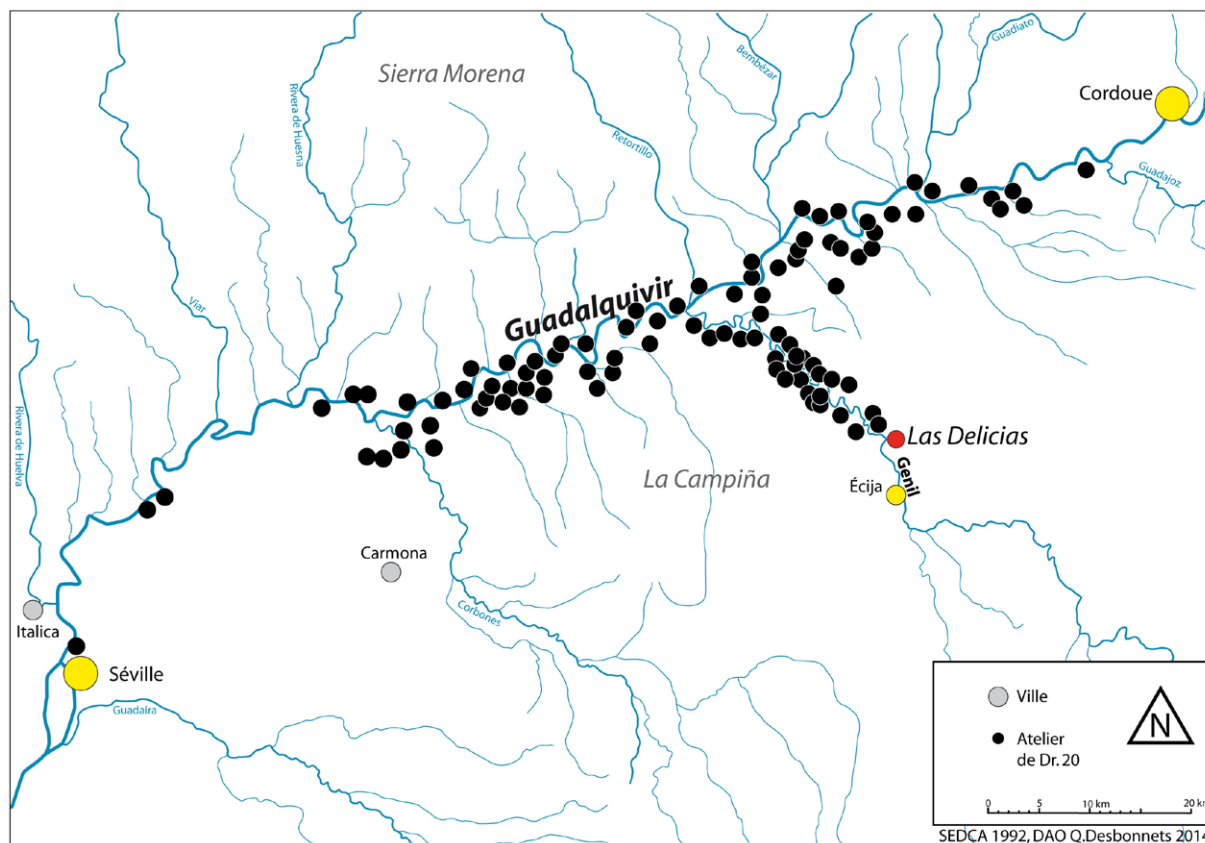 Sierra Morena
Rivera de Huesna
Bembézar
Guadiato
Cordoue
Retortillo
Guadajoz
Viar
Guadalquivir
Rivera de Huelva
La Campiña
Las Delicias
Genil
Écija
Carmona
Italica
Corbones
Séville
Guadaira
Ville
Atelier
de Dr. 20
N
0 5 10 km 20 km
SEDCA 1992, DAO Q.Desbonnets 2014